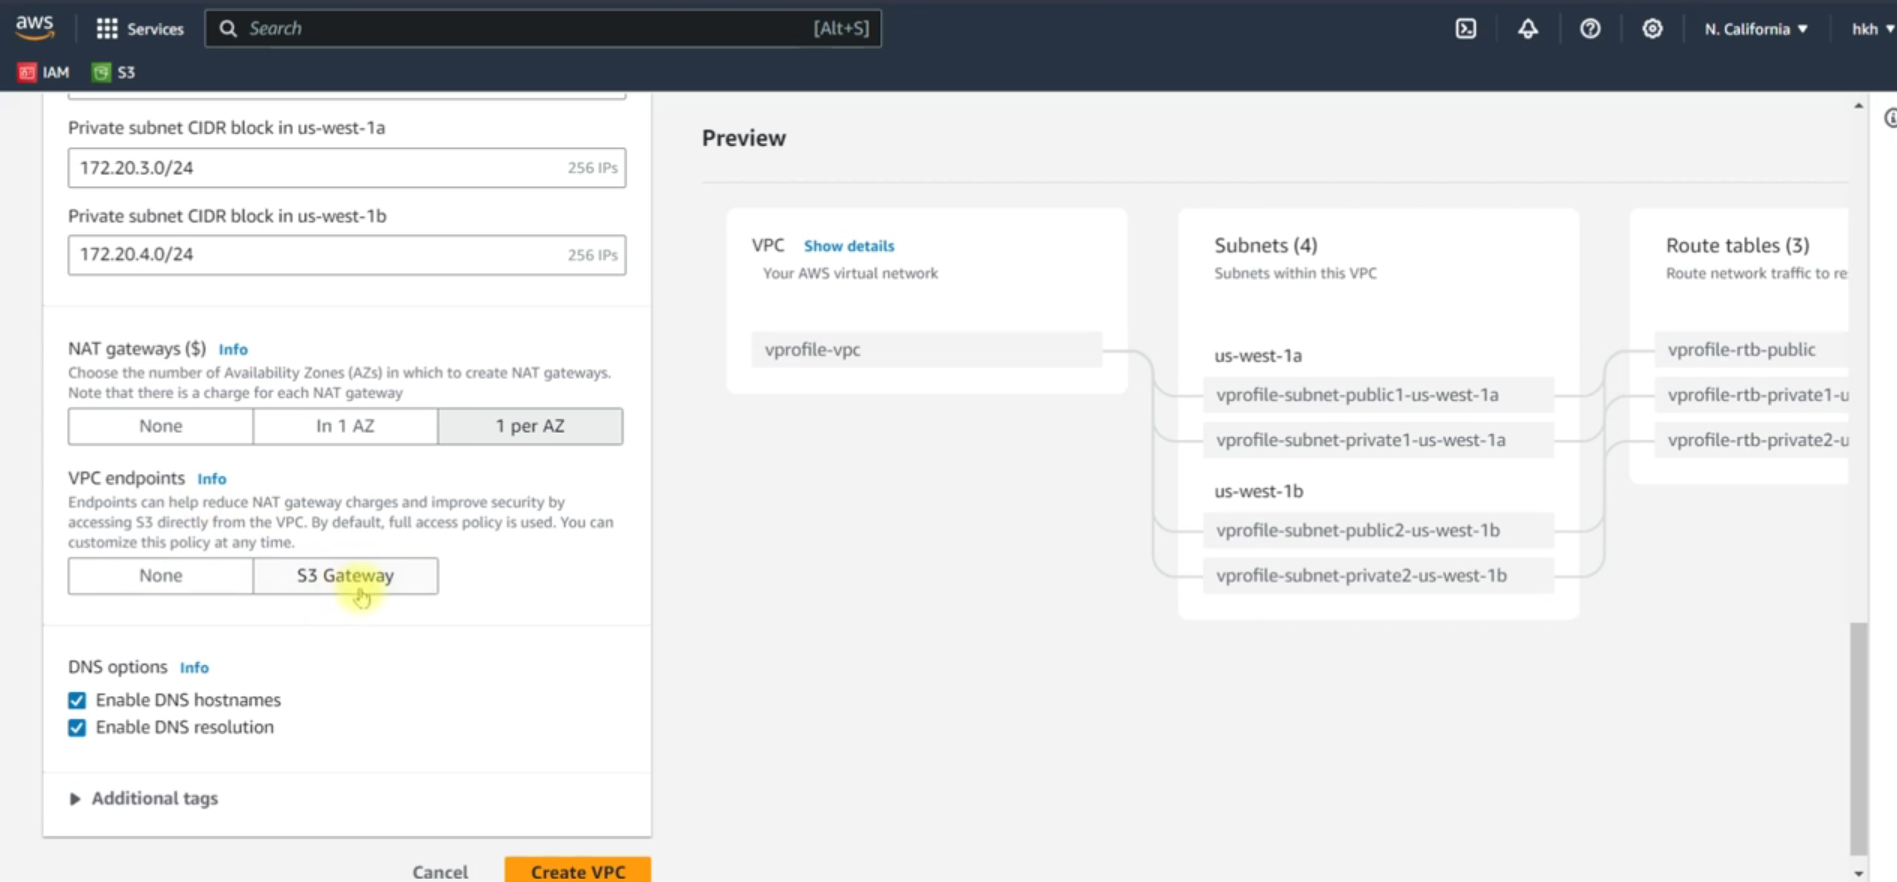 aws
Services
Search
[Alt+S]
N. California
hkh
IAM
S3
Private subnet CIDR block in us-west-1a
172.20.3.0/24
256 IPs
Private subnet CIDR block in us-west-1b
172.20.4.0/24
256 IPs
NAT gateways ($) Info
Choose the number of Availability Zones (AZs) in which to create NAT gateways.
Note that there is a charge for each NAT gateway
None
In 1 AZ
1 per AZ
VPC endpoints Info
Endpoints can help reduce NAT gateway charges and improve security by
accessing S3 directly from the VPC. By default, full access policy is used. You can
customize this policy at any time.
None
S3 Gateway
DNS options Info
Enable DNS hostnames
Enable DNS resolution
Additional tags
Cancel
Create VPC
Preview
VPC Show details
Your AWS virtual network
vprofile-vpc
Subnets (4)
Subnets within this VPC
us-west-1a
vprofile-subnet-public1-us-west-1a
vprofile-subnet-private1-us-west-1a
us-west-1b
vprofile-subnet-public2-us-west-1b
vprofile-subnet-private2-us-west-1b
Route tables (3)
Route network traffic to re
vprofile-rtb-public
vprofile-rtb-private1-u
vprofile-rtb-private2-u